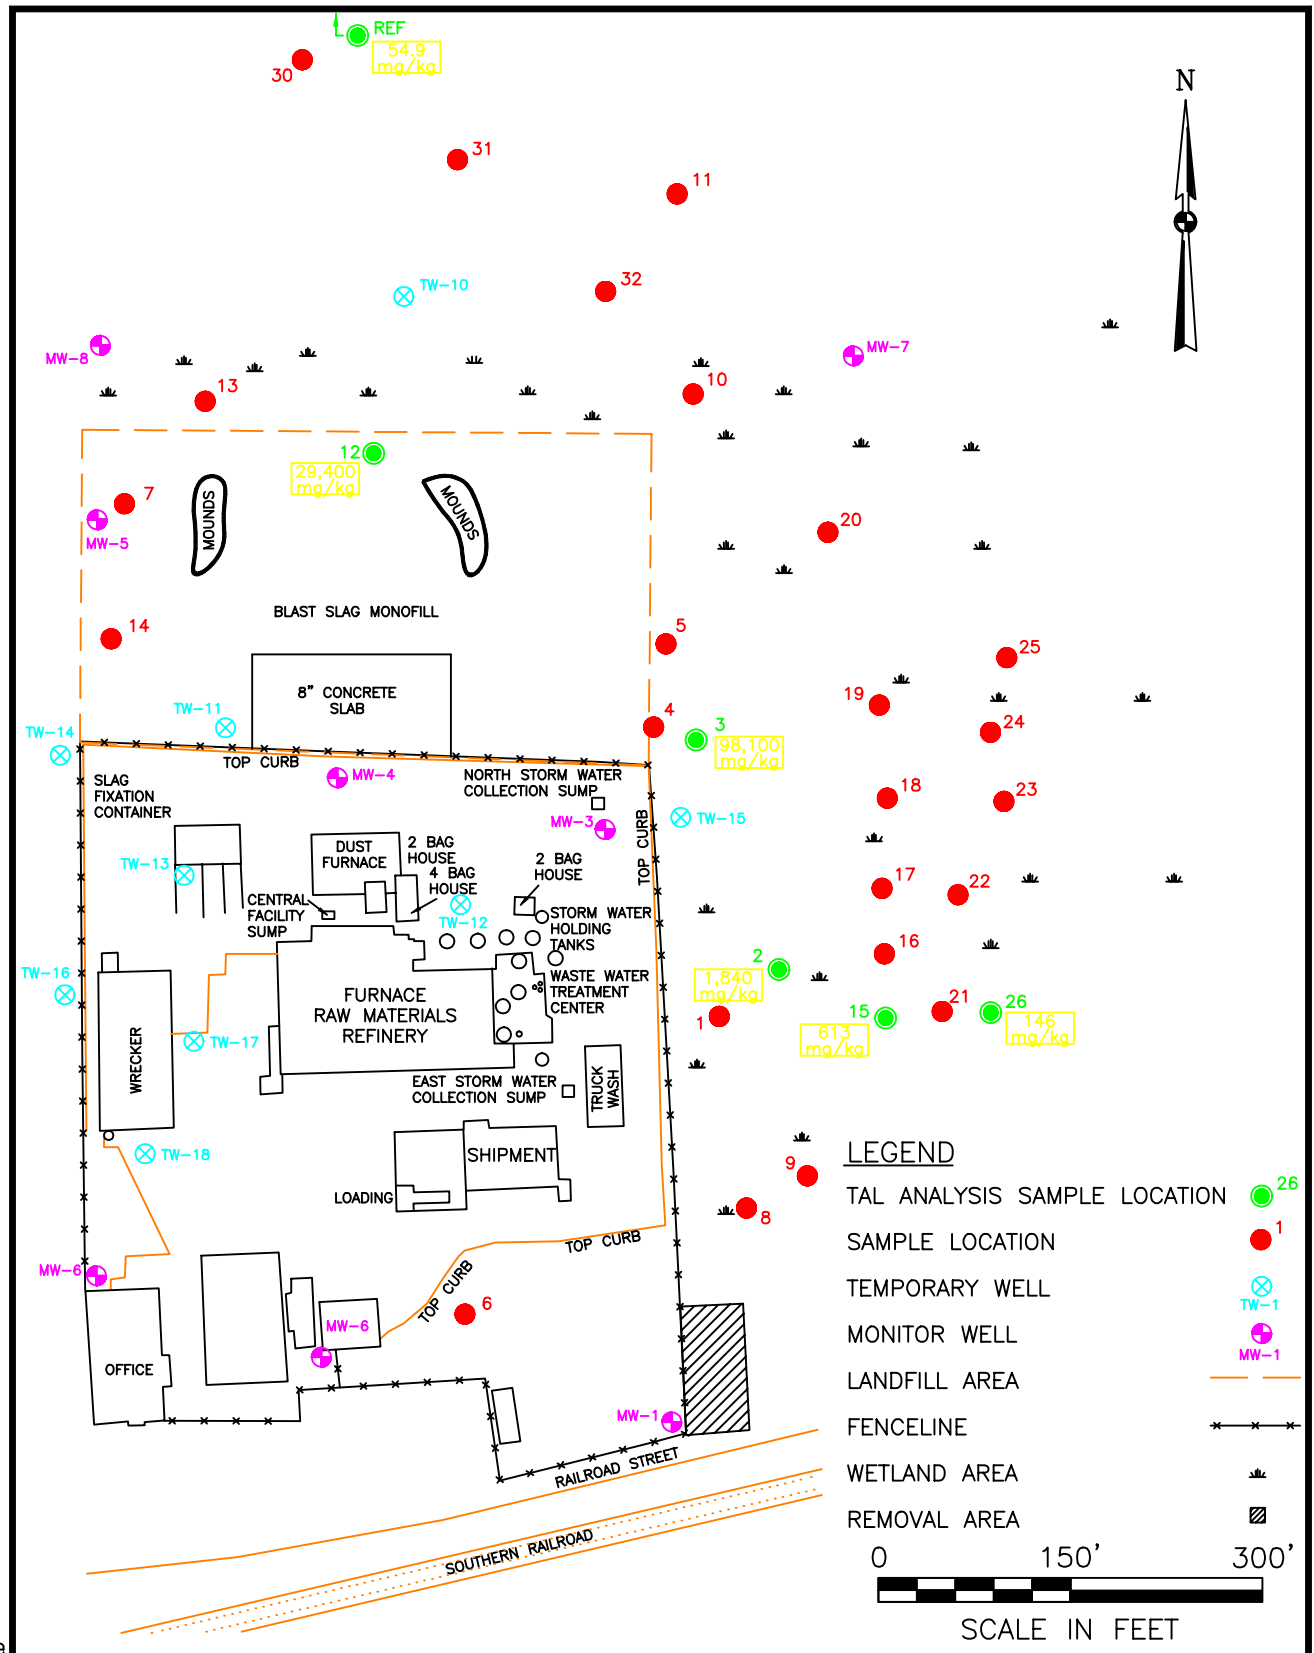 REF
54.9
mg/kg
30
N
31
11
32
TW-10
MW-8
MW-7
13
10
12
29,400
mg/kg
7
MOUNDS
MOUNDS
MW-5
20
BLAST SLAG MONOFILL
14
5
25
8" CONCRETE
SLAB
19
TW-11
4
3
24
TW-14
98,100
mg/kg
TOP CURB
MW-4
NORTH STORM WATER
COLLECTION SUMP
SLAG
FIXATION
CONTAINER
18
23
MW-3
TOP CURB
TW-15
DUST
FURNACE
2 BAG
HOUSE
4 BAG
HOUSE
2 BAG
HOUSE
TW-13
17
22
CENTRAL
FACILITY
SUMP
TW-12
STORM WATER
HOLDING
TANKS
16
2
1,840
mg/kg
TW-16
WASTE WATER
TREATMENT
CENTER
FURNACE
RAW MATERIALS
REFINERY
1
15
613
mg/kg
21
26
146
mg/kg
TW-17
WRECKER
EAST STORM WATER
COLLECTION SUMP
TRUCK
WASH
TW-18
SHIPMENT
LOADING
9
8
LEGEND
TAL ANALYSIS SAMPLE LOCATION
26
SAMPLE LOCATION
1
TEMPORARY WELL
TW-1
MONITOR WELL
MW-1
LANDFILL AREA
FENCELINE
WETLAND AREA
REMOVAL AREA
0 150' 300'
SCALE IN FEET
TOP CURB
TOP CURB
MW-6
6
MW-6
OFFICE
MW-1
RAILROAD STREET
SOUTHERN RAILROAD